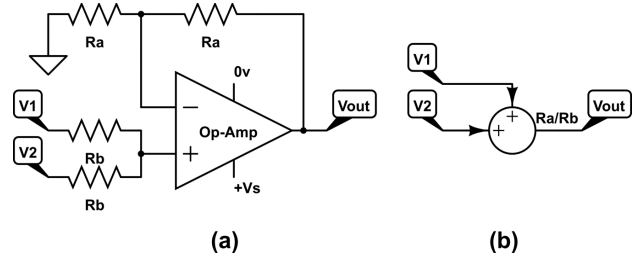 Ra
Ra
V1
V2
Rb
Rb
−
+
0v
Op-Amp
+Vs
Vout
(a)
V1
V2
+
+
Ra/Rb
Vout
(b)